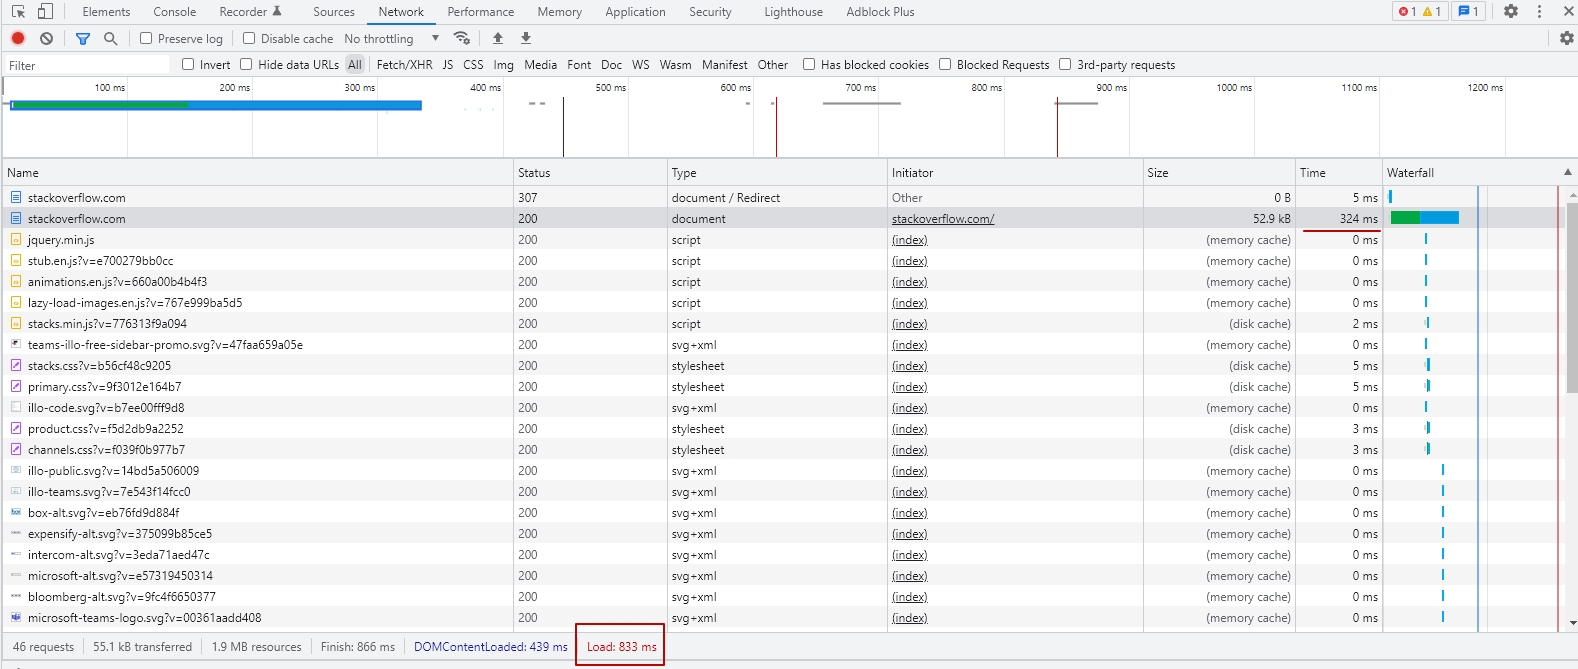 Elements Console Recorder Sources Network Performance Memory Application Security Lighthouse Adblock Plus 1 1 1
Preserve log Disable cache No throttling
Filter Invert Hide data URLs All Fetch/XHR JS CSS Img Media Font Doc WS Wasm Manifest Other Has blocked cookies Blocked Requests 3rd-party requests
100 ms 200 ms 300 ms 400 ms 500 ms 600 ms 700 ms 800 ms 900 ms 1000 ms 1100 ms 1200 ms
Name Status Type Initiator Size Time Waterfall
stackoverflow.com 307 document / Redirect Other 0 B 5 ms
stackoverflow.com 200 document stackoverflow.com/ 52.9 kB 324 ms
jquery.min.js 200 script (index) (memory cache) 0 ms
stub.en.js?v=e700279bb0cc 200 script (index) (memory cache) 0 ms
animations.en.js?v=660a00b4b4f3 200 script (index) (memory cache) 0 ms
lazy-load-images.en.js?v=767e999ba5d5 200 script (index) (memory cache) 0 ms
stacks.min.js?v=776313f9a094 200 script (index) (disk cache) 2 ms
teams-illo-free-sidebar-promo.svg?v=47faa659a05e 200 svg+xml (index) (memory cache) 0 ms
stacks.css?v=b56cf48c9205 200 stylesheet (index) (disk cache) 5 ms
primary.css?v=9f3012e164b7 200 stylesheet (index) (disk cache) 5 ms
illo-code.svg?v=b7ee00fff9d8 200 svg+xml (index) (memory cache) 0 ms
product.css?v=f5d2db9a2252 200 stylesheet (index) (disk cache) 3 ms
channels.css?v=f039f0b977b7 200 stylesheet (index) (disk cache) 3 ms
illo-public.svg?v=14bd5a506009 200 svg+xml (index) (memory cache) 0 ms
illo-teams.svg?v=7e543f14fcc0 200 svg+xml (index) (memory cache) 0 ms
box-alt.svg?v=eb76fd9d884f 200 svg+xml (index) (memory cache) 0 ms
expensify-alt.svg?v=375099b85ce5 200 svg+xml (index) (memory cache) 0 ms
intercom-alt.svg?v=3eda71aed47c 200 svg+xml (index) (memory cache) 0 ms
microsoft-alt.svg?v=e57319450314 200 svg+xml (index) (memory cache) 0 ms
bloomberg-alt.svg?v=9fc4f6650377 200 svg+xml (index) (memory cache) 0 ms
microsoft-teams-logo.svg?v=00361aadd408 200 svg+xml (index) (memory cache) 0 ms
46 requests 55.1 kB transferred 1.9 MB resources Finish: 866 ms DOMContentLoaded: 439 ms Load: 833 ms